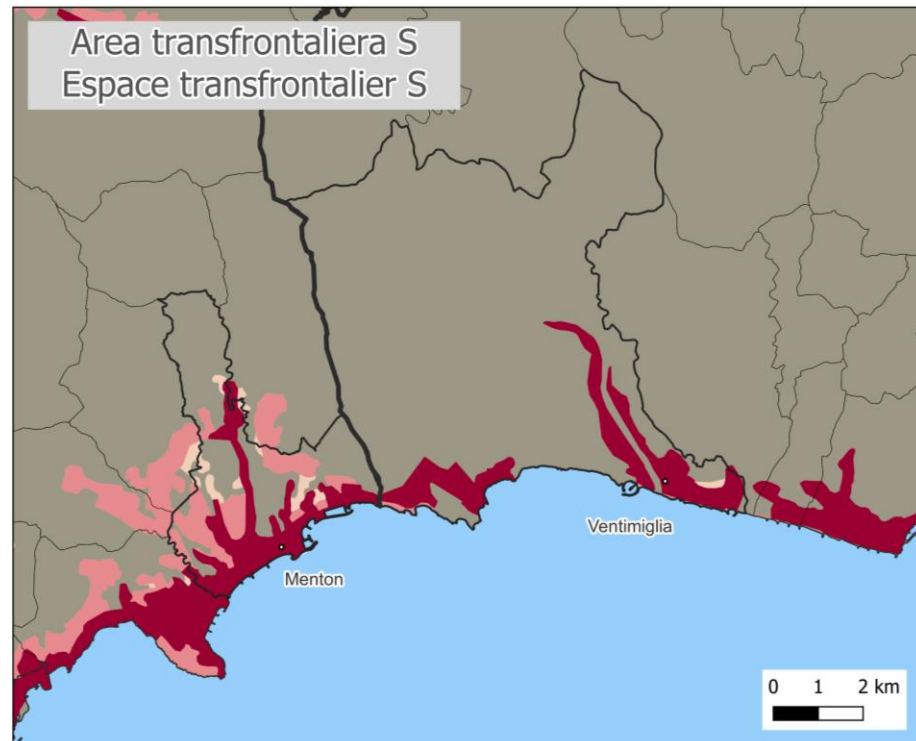 Area transfrontaliera S
Espace transfrontalier S
Ventimiglia
Menton
0 1 2 km